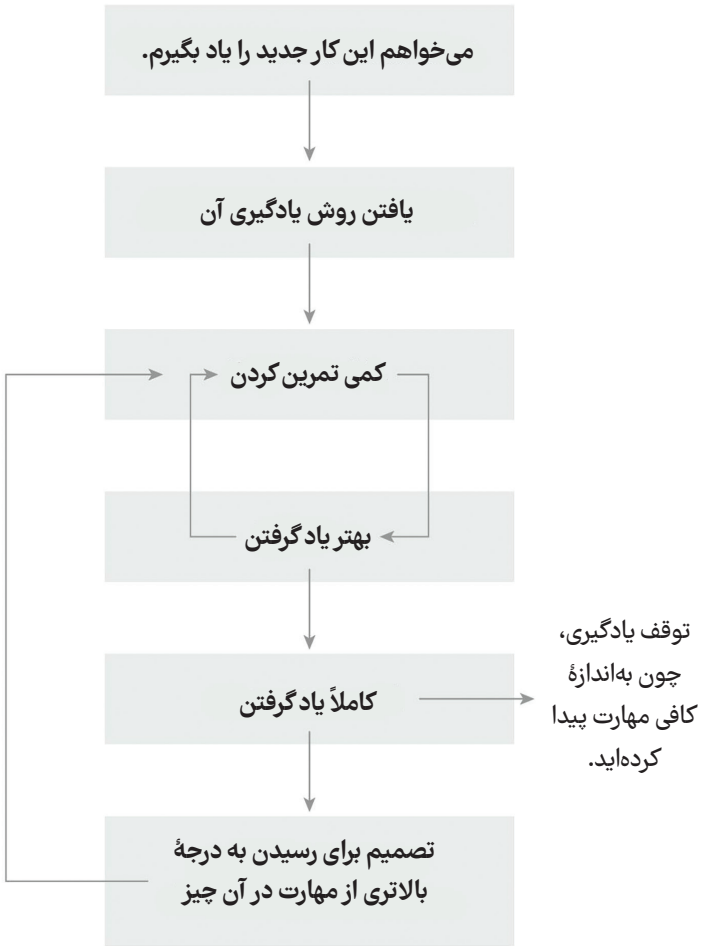 می‌خواهم این کار جدید را یاد بگیرم.
یافتن روش یادگیری آن
کمی تمرین کردن
بهتر یاد گرفتن
کاملاً یاد گرفتن
توقف یادگیری،
چون به‌اندازهٔ
کافی مهارت پیدا
کرده‌اید.
تصمیم برای رسیدن به درجهٔ
بالاتری از مهارت در آن چیز